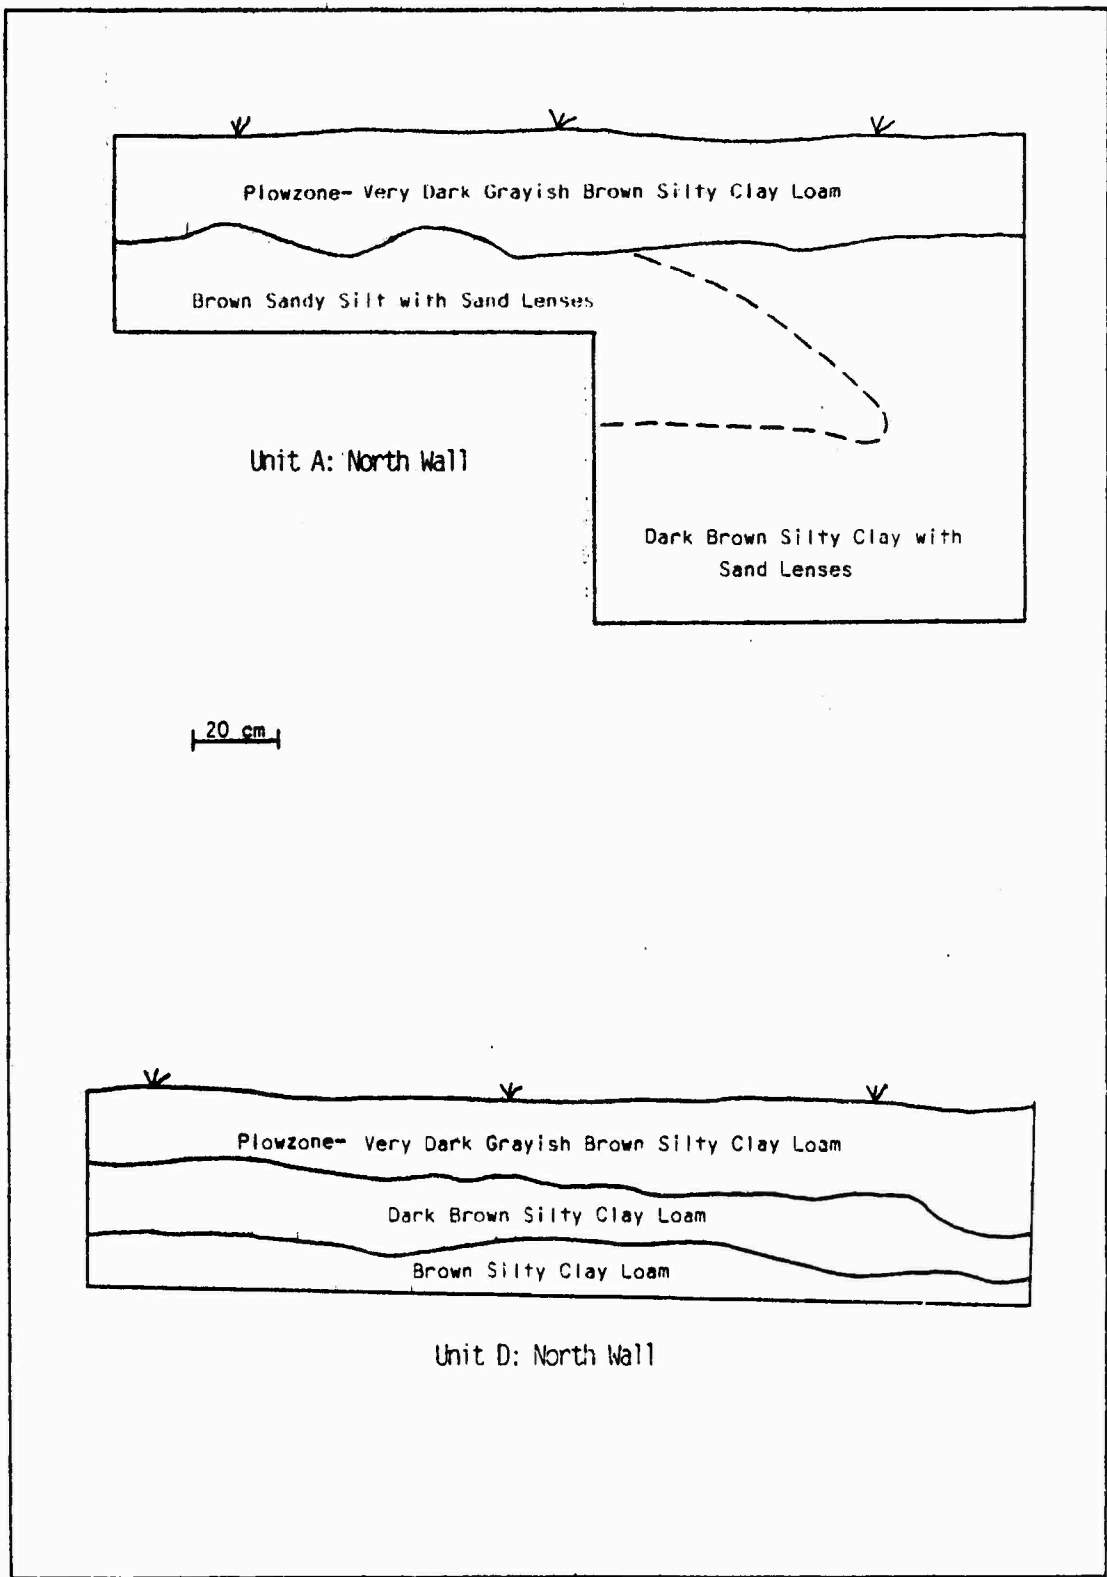 Plowzone- Very Dark Grayish Brown Silty Clay Loam
Brown Sandy Silt with Sand Lenses
Unit A: North Wall
Dark Brown Silty Clay with
Sand Lenses
20 cm
Plowzone- Very Dark Grayish Brown Silty Clay Loam
Dark Brown Silty Clay Loam
Brown Silty Clay Loam
Unit D: North Wall